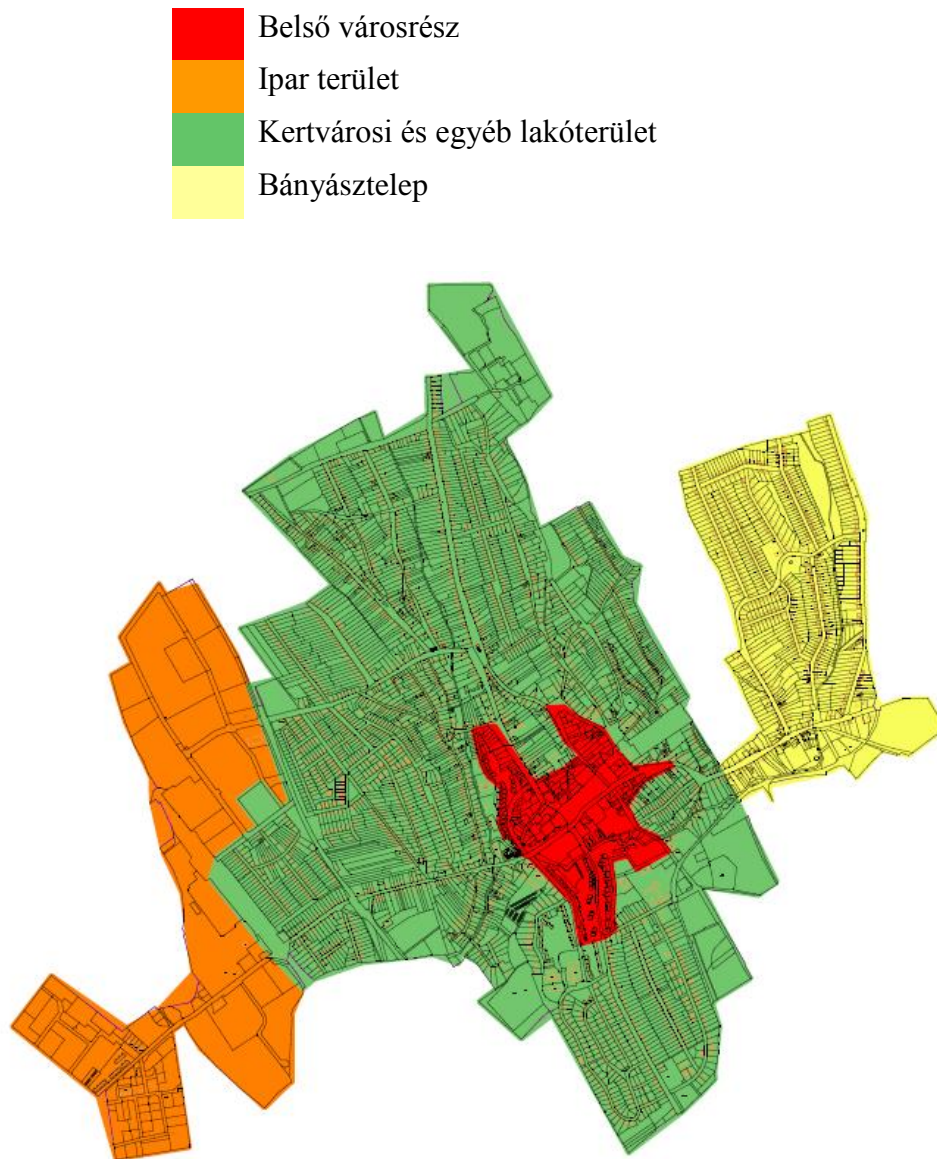 Belső városrész
Ipar terület
Kertvárosi és egyéb lakóterület
Bányásztelep